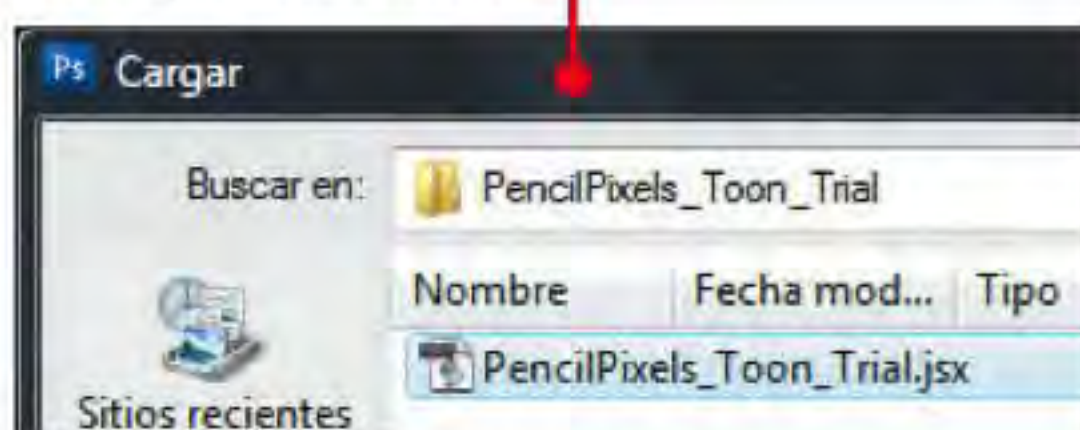 Ps Cargar
Buscar en: PencilPixels_Toon_Trial
Nombre Fecha mod... Tipo
PencilPixels_Toon_Trial.jsx
Sitios recientes